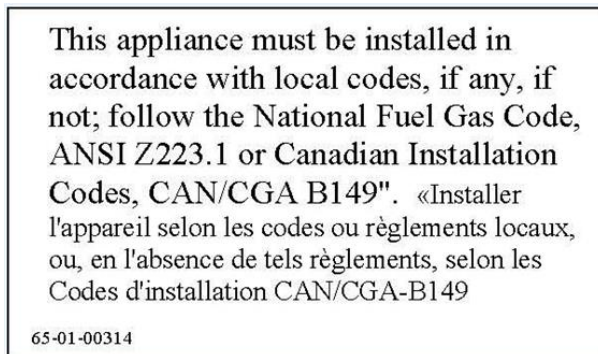 This appliance must be installed in
accordance with local codes, if any, if
not; follow the National Fuel Gas Code,
ANSI Z223.1 or Canadian Installation
Codes, CAN/CGA B149".  «Installer
l'appareil selon les codes ou règlements locaux,
ou, en l'absence de tels règlements, selon les
Codes d'installation CAN/CGA-B149
65-01-00314